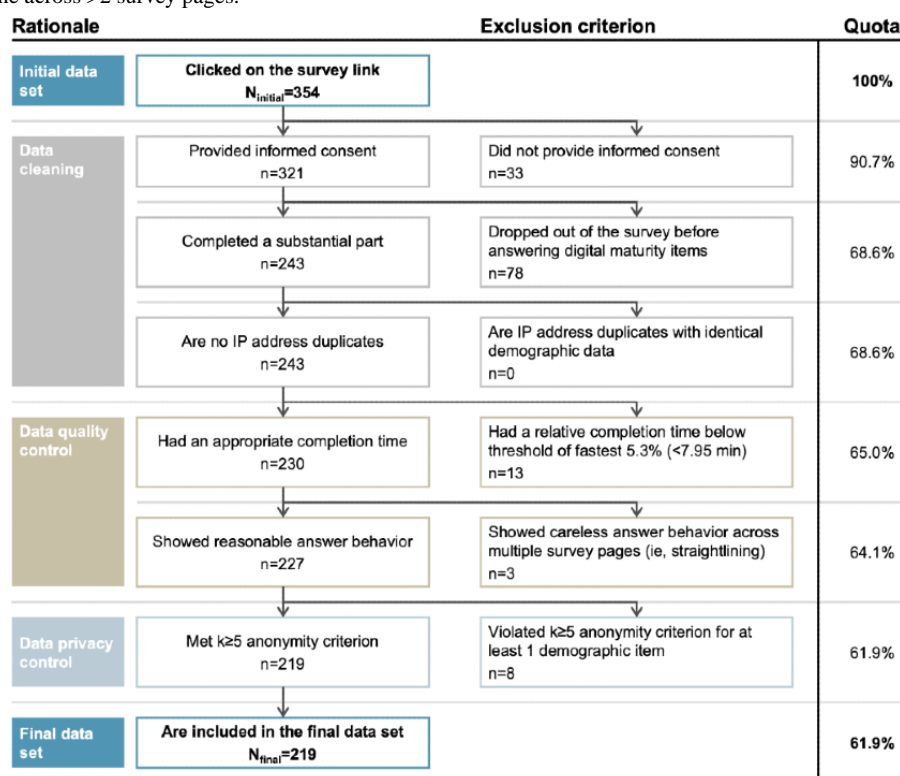 ne across >2 survey pages.
Rationale Exclusion criterion Quota
Initial data
set
Clicked on the survey link
Ninitial=354
100%
Data
cleaning
Provided informed consent
n=321
Did not provide informed consent
n=33
90.7%
Completed a substantial part
n=243
Dropped out of the survey before
answering digital maturity items
n=78
68.6%
Are no IP address duplicates
n=243
Are IP address duplicates with identical
demographic data
n=0
68.6%
Data quality
control
Had an appropriate completion time
n=230
Had a relative completion time below
threshold of fastest 5.3% (<7.95 min)
n=13
65.0%
Showed reasonable answer behavior
n=227
Showed careless answer behavior across
multiple survey pages (ie, straightlining)
n=3
64.1%
Data privacy
control
Met k≥5 anonymity criterion
n=219
Violated k≥5 anonymity criterion for at
least 1 demographic item
n=8
61.9%
Final data
set
Are included in the final data set
Nfinal=219
61.9%